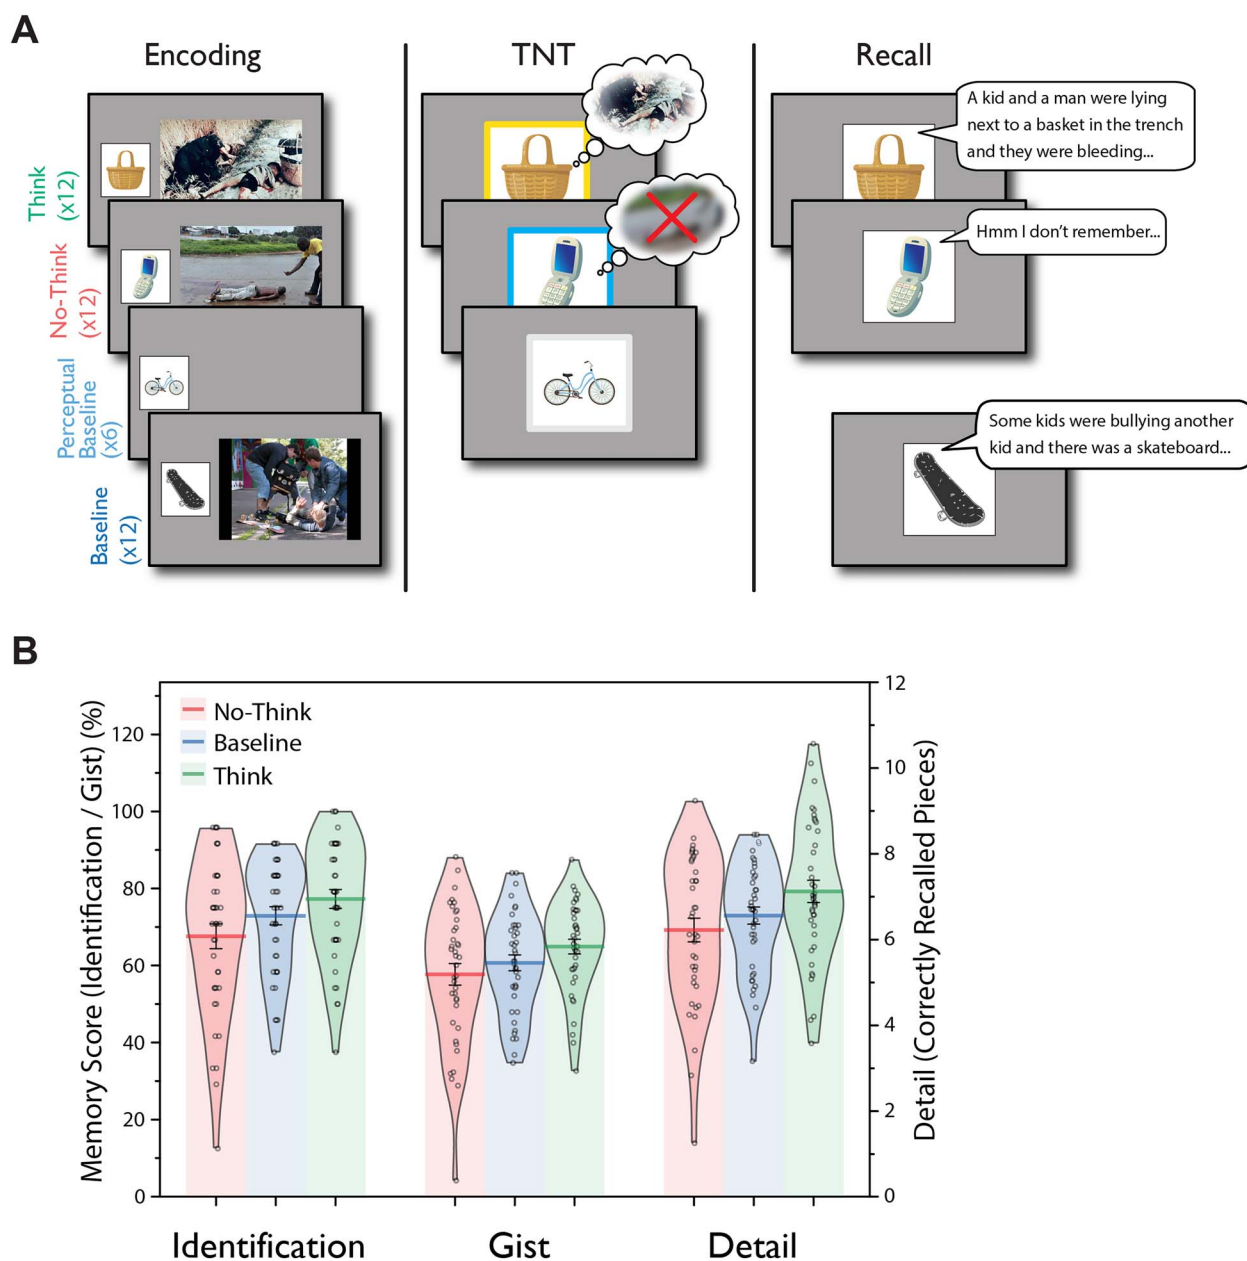 A
Encoding
TNT
Recall
Think
(x12)
No-Think
(x12)
Perceptual
Baseline
(x6)
Baseline
(x12)
A kid and a man were lying
next to a basket in the trench
and they were bleeding...
Hmm I don't remember...
Some kids were bullying another
kid and there was a skateboard...
B
Memory Score (Identification / Gist) (%)
120
100
80
60
40
20
0
No-Think
Baseline
Think
12
10
8
6
4
2
0
Detail (Correctly Recalled Pieces)
Identification
Gist
Detail